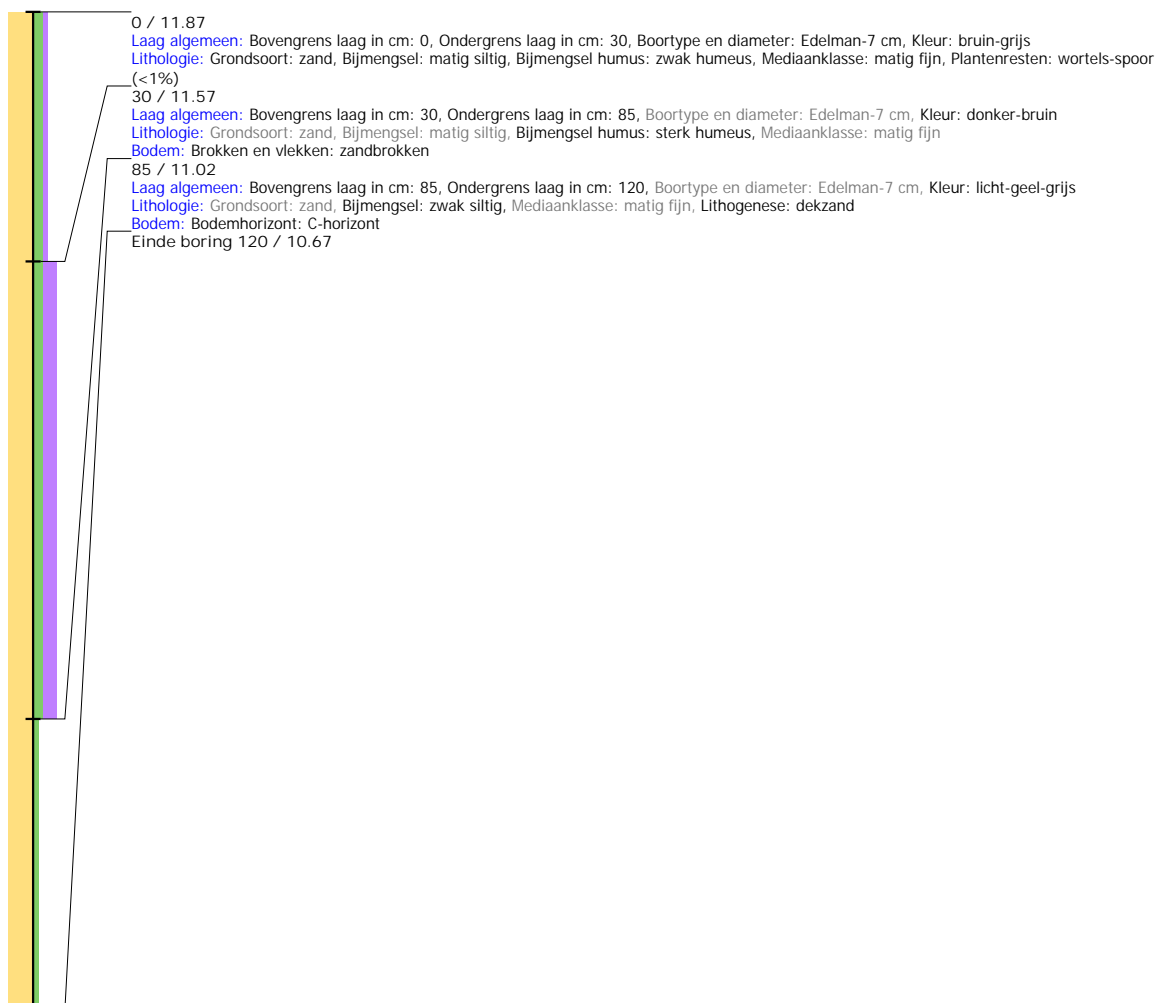 0 / 11.87
Laag algemeen: Bovengrens laag in cm: 0, Ondergrens laag in cm: 30, Boortype en diameter: Edelman-7 cm, Kleur: bruin-grijs
Lithologie: Grondsoort: zand, Bijmengsel: matig siltig, Bijmengsel humus: zwak humeus, Mediaanklasse: matig fijn, Plantenresten: wortels-spoor
(<1%)
30 / 11.57
Laag algemeen: Bovengrens laag in cm: 30, Ondergrens laag in cm: 85, Boortype en diameter: Edelman-7 cm, Kleur: donker-bruin
Lithologie: Grondsoort: zand, Bijmengsel: matig siltig, Bijmengsel humus: sterk humeus, Mediaanklasse: matig fijn
Bodem: Brokken en vlekken: zandbrokken
85 / 11.02
Laag algemeen: Bovengrens laag in cm: 85, Ondergrens laag in cm: 120, Boortype en diameter: Edelman-7 cm, Kleur: licht-geel-grijs
Lithologie: Grondsoort: zand, Bijmengsel: zwak siltig, Mediaanklasse: matig fijn, Lithogenese: dekzand
Bodem: Bodemhorizont: C-horizont
Einde boring 120 / 10.67